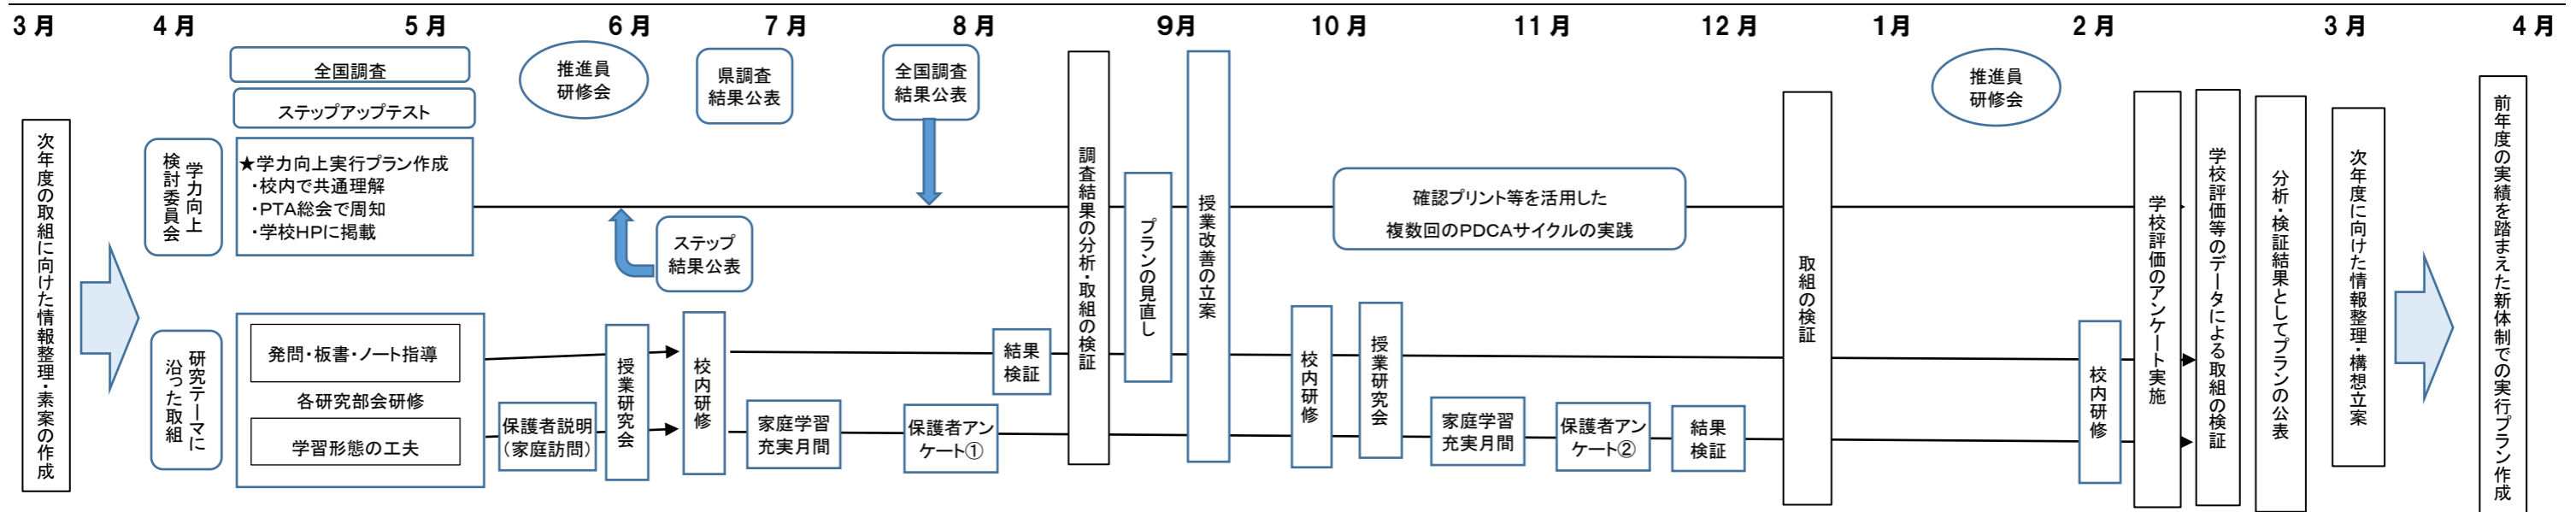 3月 4月 5月 6月 7月 8月 9月 10月 11月 12月 1月 2月 3月 4月
次年度の取組に向けた情報整理・素案の作成
学力向上
検討委員会
研究テーマに
沿った取組
全国調査
ステップアップテスト
★学力向上実行プラン作成
・校内で共通理解
・PTA総会で周知
・学校HPに掲載
発問・板書・ノート指導
各研究部会研修
学習形態の工夫
推進員
研修会
保護者説明
(家庭訪問)
授業研究会
ステップ
結果公表
県調査
結果公表
校内研修
家庭学習
充実月間
全国調査
結果公表
保護者アン
ケート①
結果
検証
調査結果の分析・取組の検証
プランの見直し
授業改善の立案
確認プリント等を活用した
複数回のPDCAサイクルの実践
校内研修
授業研究会
家庭学習
充実月間
保護者アン
ケート②
結果
検証
取組の検証
推進員
研修会
校内研修
学校評価のアンケート実施
学校評価等のデータによる取組の検証
分析・検証結果としてプランの公表
次年度に向けた情報整理・構想立案
前年度の実績を踏まえた新体制での実行プラン作成